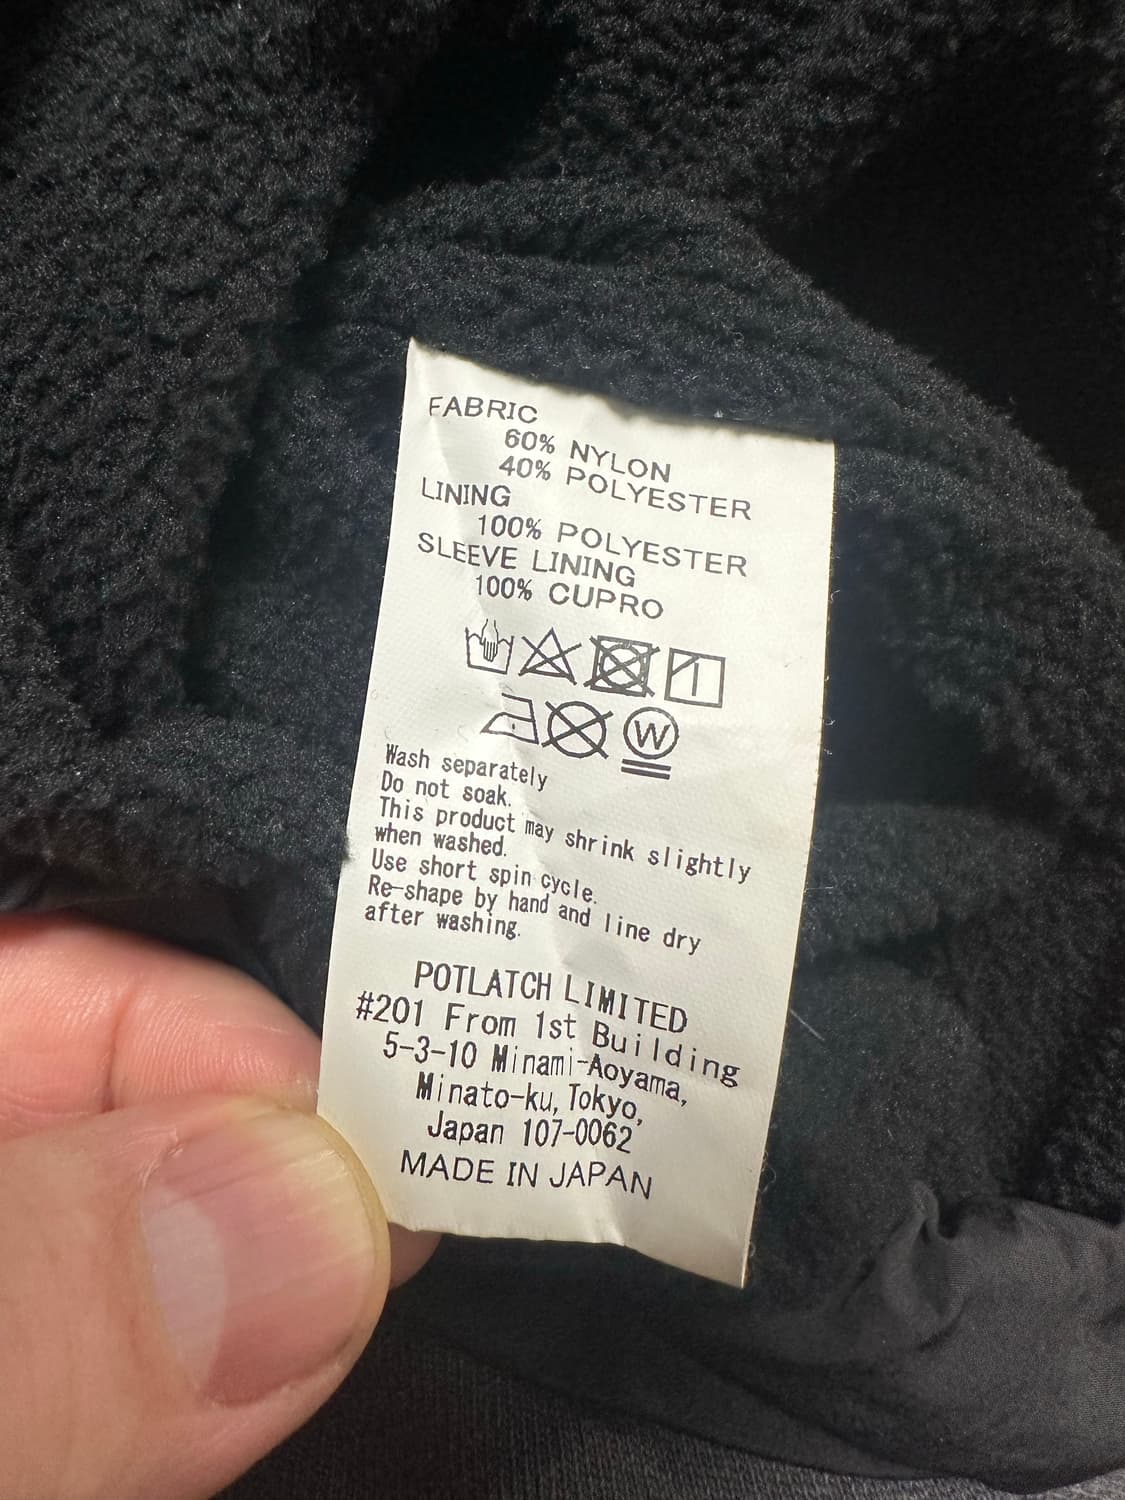 FABRIC
60% NYLON
40% POLYESTER
LINING
100% POLYESTER
SLEEVE LINING
100% CUPRO
W
Wash separately
Do not soak.
This product may shrink slightly
when washed.
Use short spin cycle.
Re-shape by hand and line dry
after washing.
POTLATCH LIMITED
#201 From 1st Building
5-3-10 Minami-Aoyama,
Minato-ku, Tokyo,
Japan 107-0062
MADE IN JAPAN